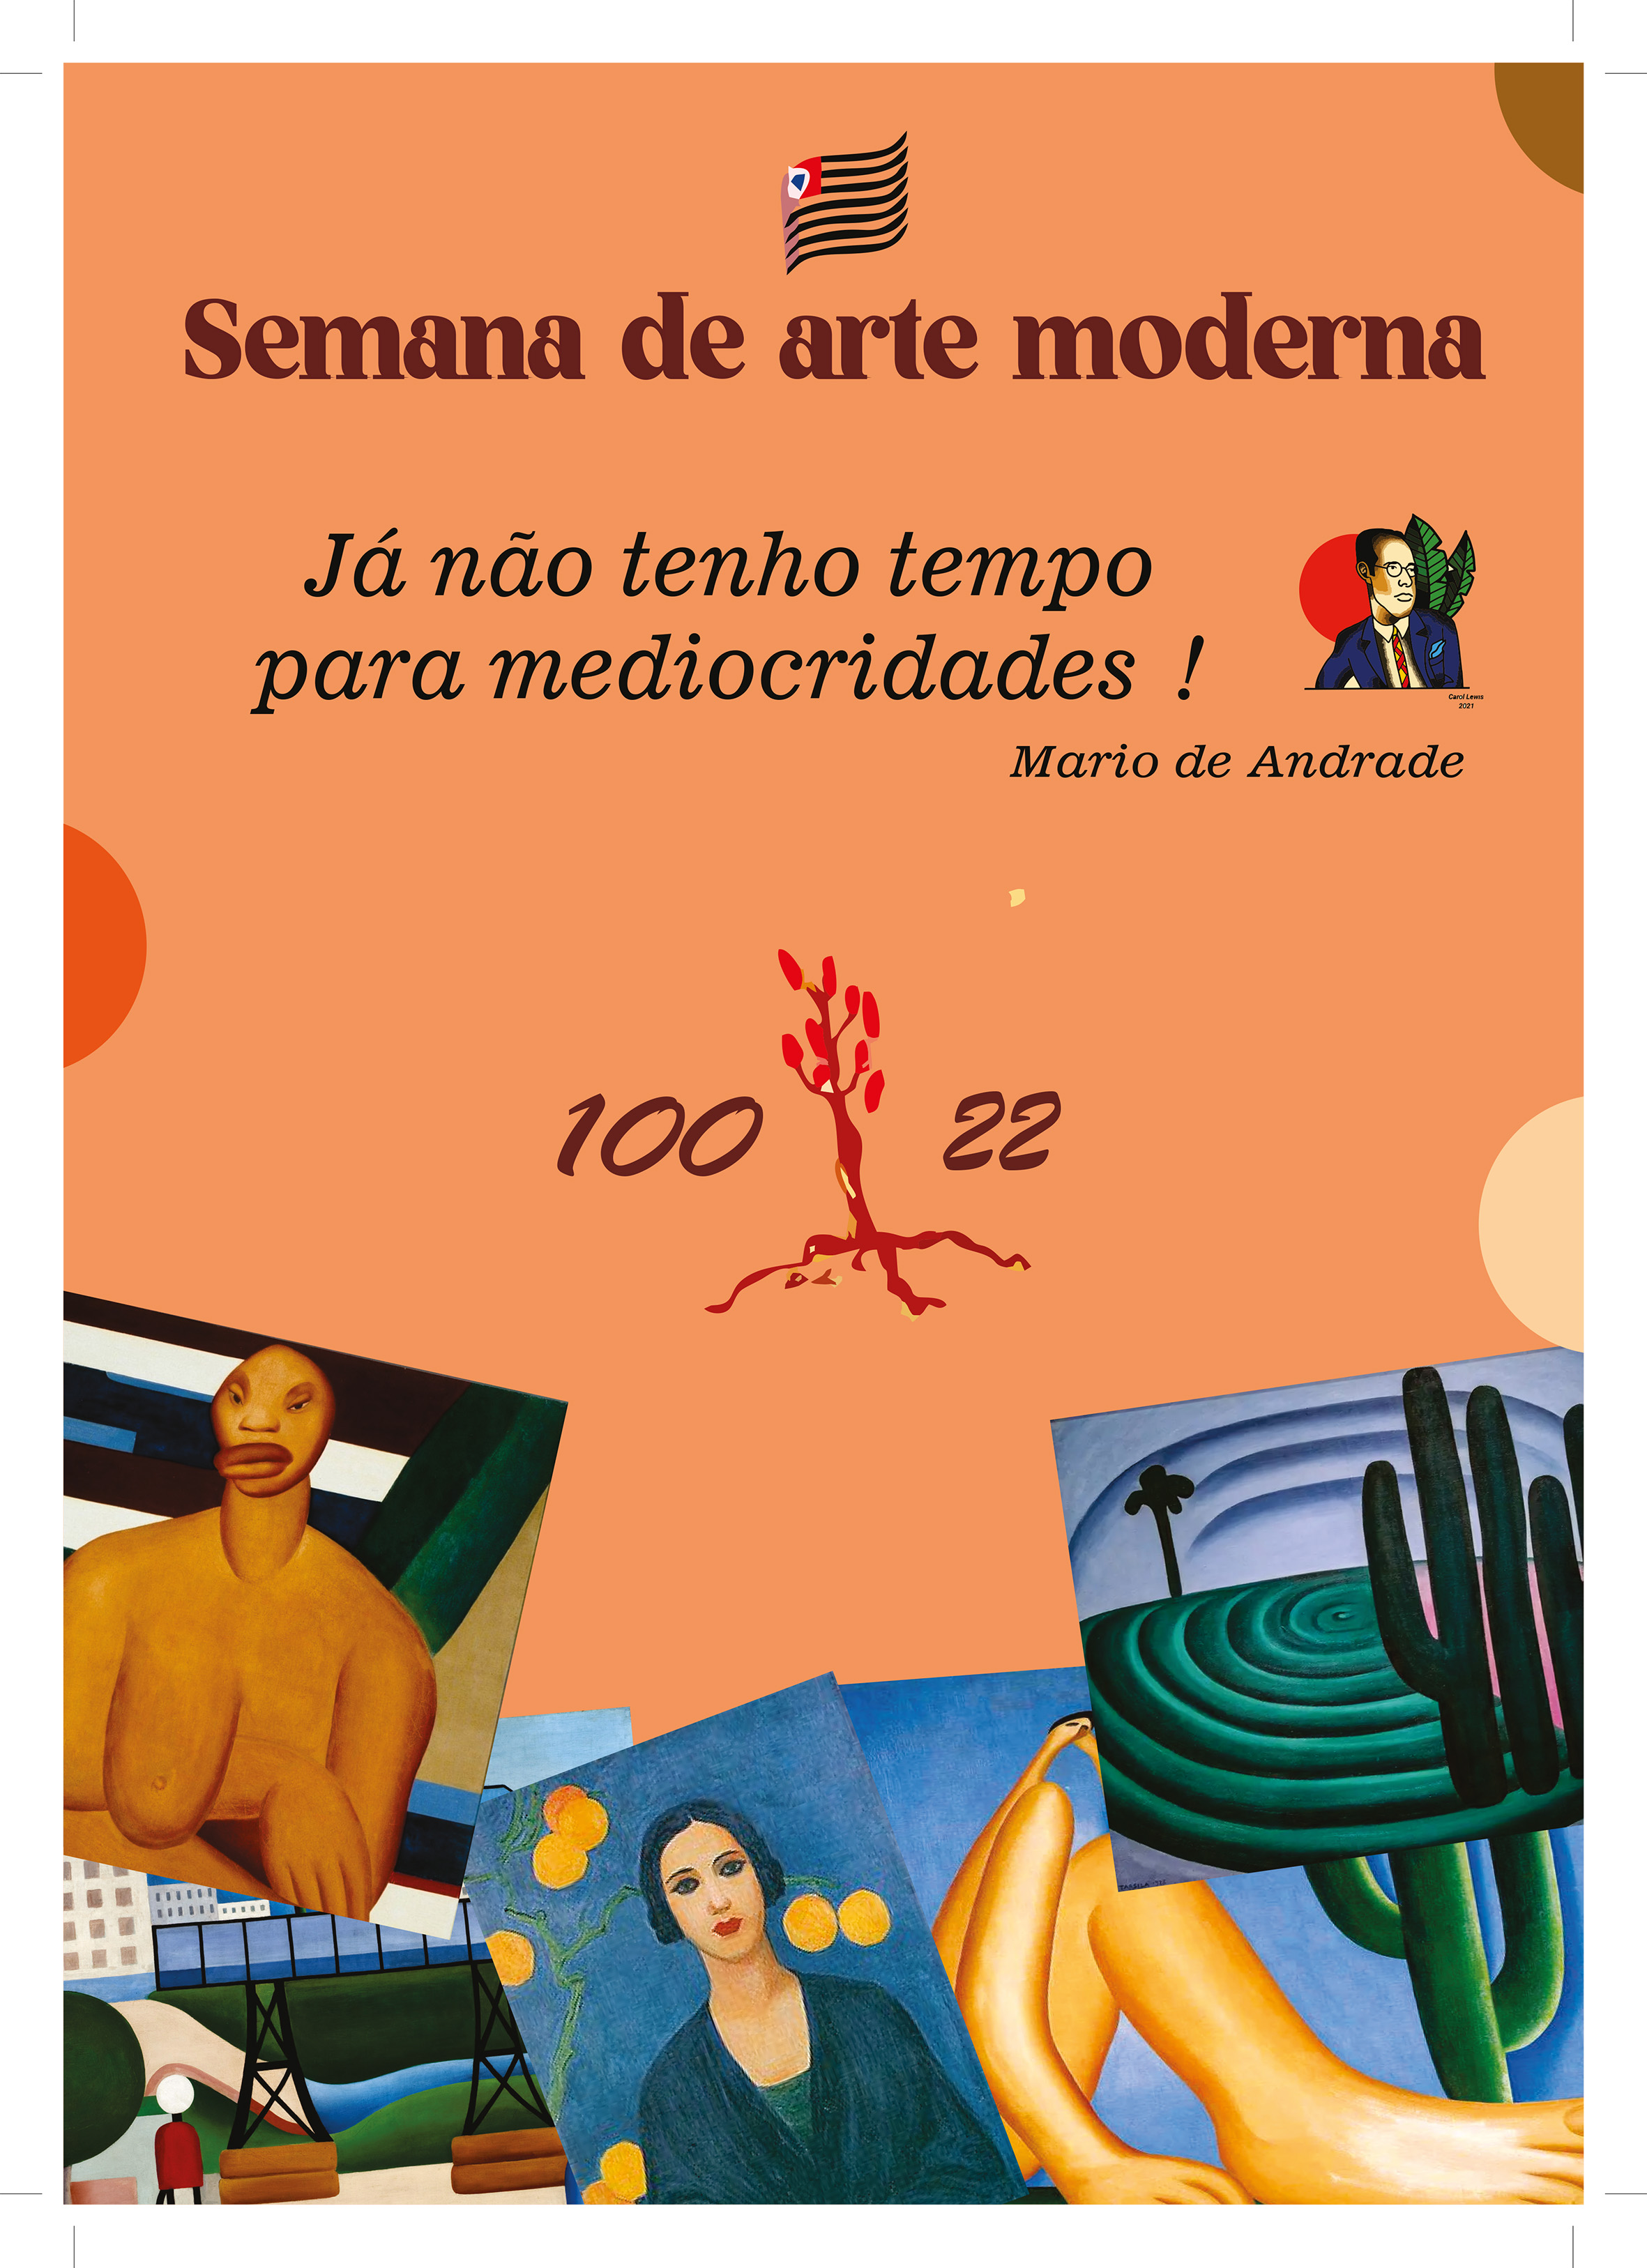 Semana de arte moderna
Já não tenho tempo
para mediocridades !
Carol Lewis
2021
Mario de Andrade
100 22